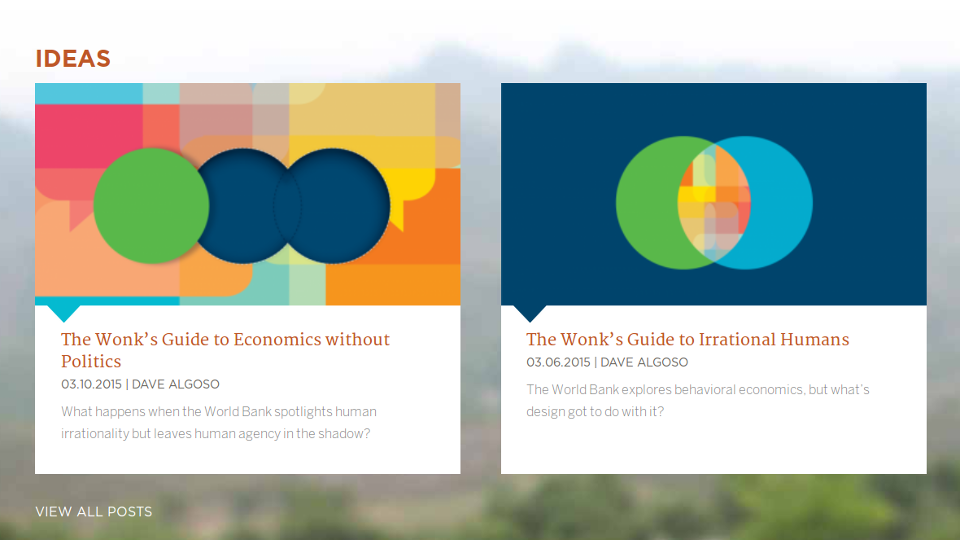 IDEAS
The Wonk's Guide to Economics without
Politics
03.10.2015 | DAVE ALGOSO
What happens when the World Bank spotlights human
irrationality but leaves human agency in the shadow?
The Wonk's Guide to Irrational Humans
03.06.2015 | DAVE ALGOSO
The World Bank explores behavioral economics, but what's
design got to do with it?
VIEW ALL POSTS